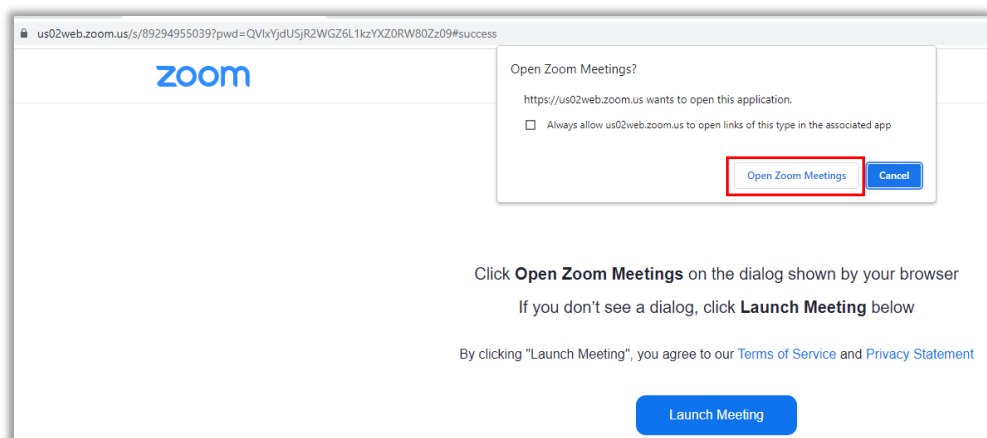 us02web.zoom.us/s/89294955039?pwd=QVIxYjdUSjR2WGZ6L1kzYXZ0RW80Zz09#success
zoom
Open Zoom Meetings?
https://us02web.zoom.us wants to open this application.
Always allow us02web.zoom.us to open links of this type in the associated app
Open Zoom Meetings Cancel
Click Open Zoom Meetings on the dialog shown by your browser
If you don't see a dialog, click Launch Meeting below
By clicking "Launch Meeting", you agree to our Terms of Service and Privacy Statement
Launch Meeting